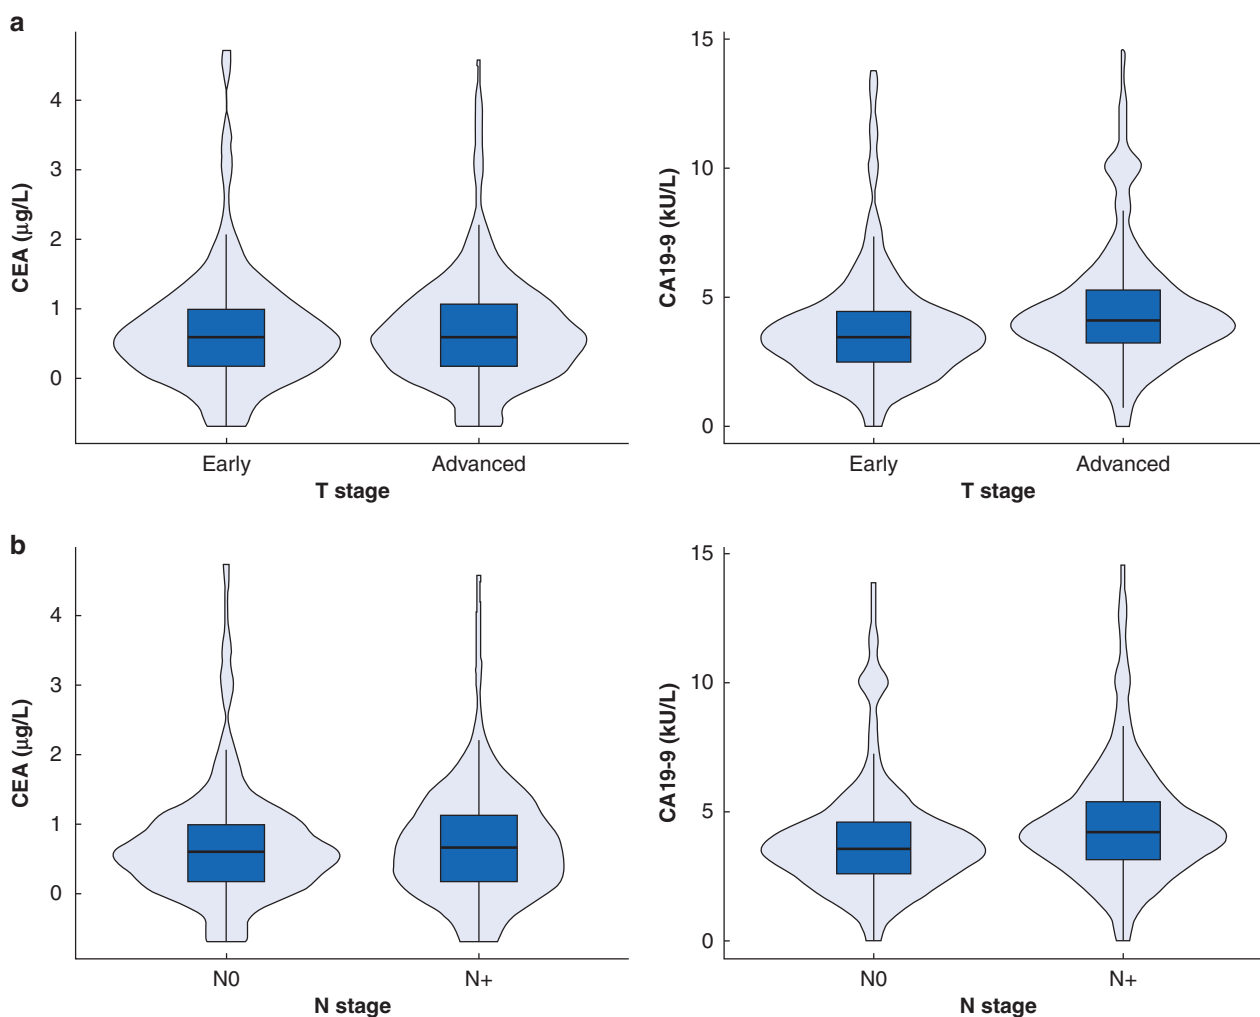 a
CEA (µg/L)
4
3
2
1
0
Early
Advanced
T stage
CA19-9 (kU/L)
15
10
5
0
Early
Advanced
T stage
b
CEA (µg/L)
4
3
2
1
0
N0
N+
N stage
CA19-9 (kU/L)
15
10
5
0
N0
N+
N stage